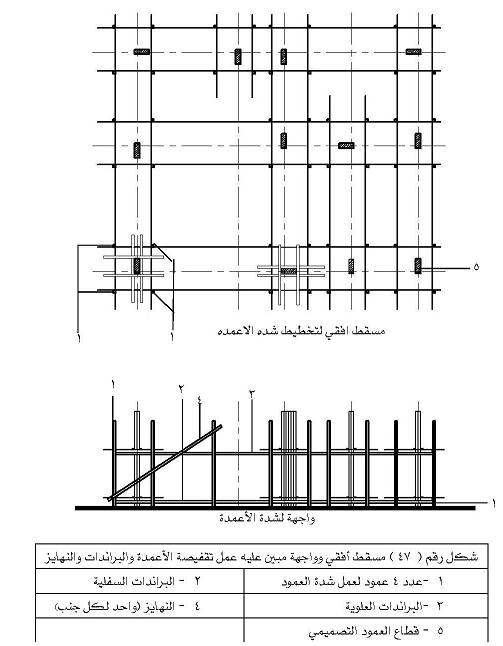 ٥
١
١
مسقط افقي لتخطيط شده الاعمده
١
٢
٤
٣
١
واجهة لشدة الأعمدة
شكل رقم ( ٤٧ ) مسقط أفقي وواجهة مبين عليه عمل تقفيصة الأعمدة والبراندات والنهايز
١ -عدد ٤ عمود لعمل شدة العمود
٢ - البراندات السفلية
٣ -البراندات العلوية
٤ - النهايز (واحد لكل جنب)
٥ - قطاع العمود التصميمي